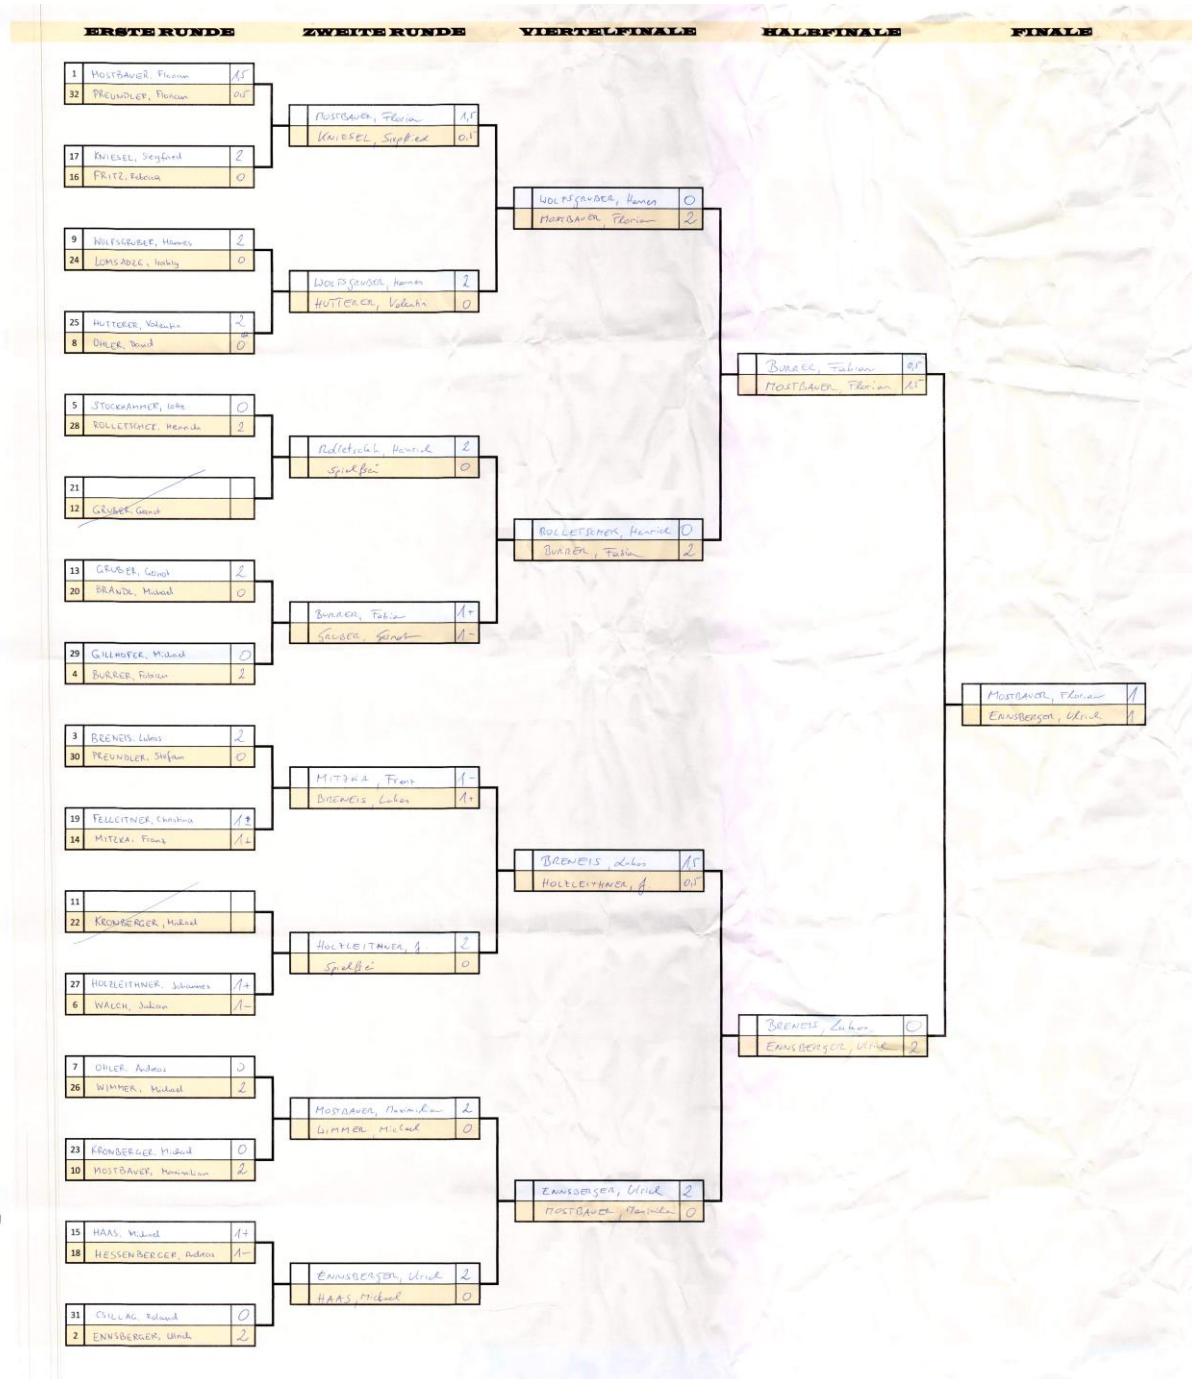 ERSTE RUNDE ZWEITE RUNDE VIERTELFINALE HALBFINALE FINALE
1 MOSTBAUER, Florian 1,5
32 PREUNDLER, Florian 0,5
17 KNIESEL, Siegfried 2
16 FRITZ, Rebecca 0
9 WOLFSGRUBER, Hannes 2
24 LOMSADZE, 0
25 HUTTERER, Valentin 2
8 ÖHLER, David 0
5 STOCKHAMMER, 0
28 ROLLETSCHEK, Heinrich 2
21
12 GRUBER, Gernot
13 GRUBER, Gernot 2
20 BRANDL, Michael 0
29 GILLHOFER, Michael 0
4 BURRER, Fabian 2
3 BRENEIS, Lukas 2
30 PREUNDLER, Stefan 0
19 FELLEITNER, Christina 1
14 MITZKA, Franz 1+
11
22 KRONBERGER, Michael
27 HOLZLEITHNER, Johannes 1+
6 WALCH, Julian 1-
7 ÖHLER, Andreas 0
26 WIMMER, Michael 2
23 KRONBERGER, Michael 0
10 MOSTBAUER, Maximilian 2
15 HAAS, Michael 1+
18 HESSENBERGER, Andreas 1-
31 CSILLAG, Roland 0
2 ENNSBERGER, Ulrich 2
MOSTBAUER, Florian 1,5
KNIESEL, Siegfried 0,5
WOLFSGRUBER, Hannes 2
HUTTERER, Valentin 0
Rolletschek, Heinrich 2
Spielfrei 0
BURRER, Fabian 1+
GRUBER, Gernot 1-
MITZKA, Franz 1-
BRENEIS, Lukas 1+
HOLZLEITHNER, J. 2
Spielfrei 0
MOSTBAUER, Maximilian 2
WIMMER, Michael 0
ENNSBERGER, Ulrich 2
HAAS, Michael 0
WOLFSGRUBER, Hannes 0
MOSTBAUER, Florian 2
ROLLETSCHEK, Heinrich 0
BURRER, Fabian 2
BRENEIS, Lukas 1,5
HOLZLEITHNER, J. 0,5
ENNSBERGER, Ulrich 2
MOSTBAUER, Maximilian 0
BURRER, Fabian 0,5
MOSTBAUER, Florian 1,5
BRENEIS, Lukas 0
ENNSBERGER, Ulrich 2
MOSTBAUER, Florian 1
ENNSBERGER, Ulrich 1